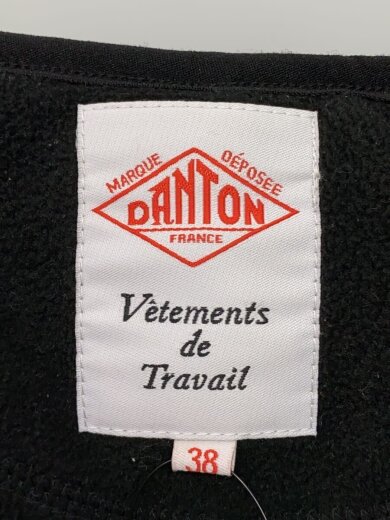 MARQUE DÉPOSÉE
DANTON
FRANCE
Vêtements
de
Travail
38